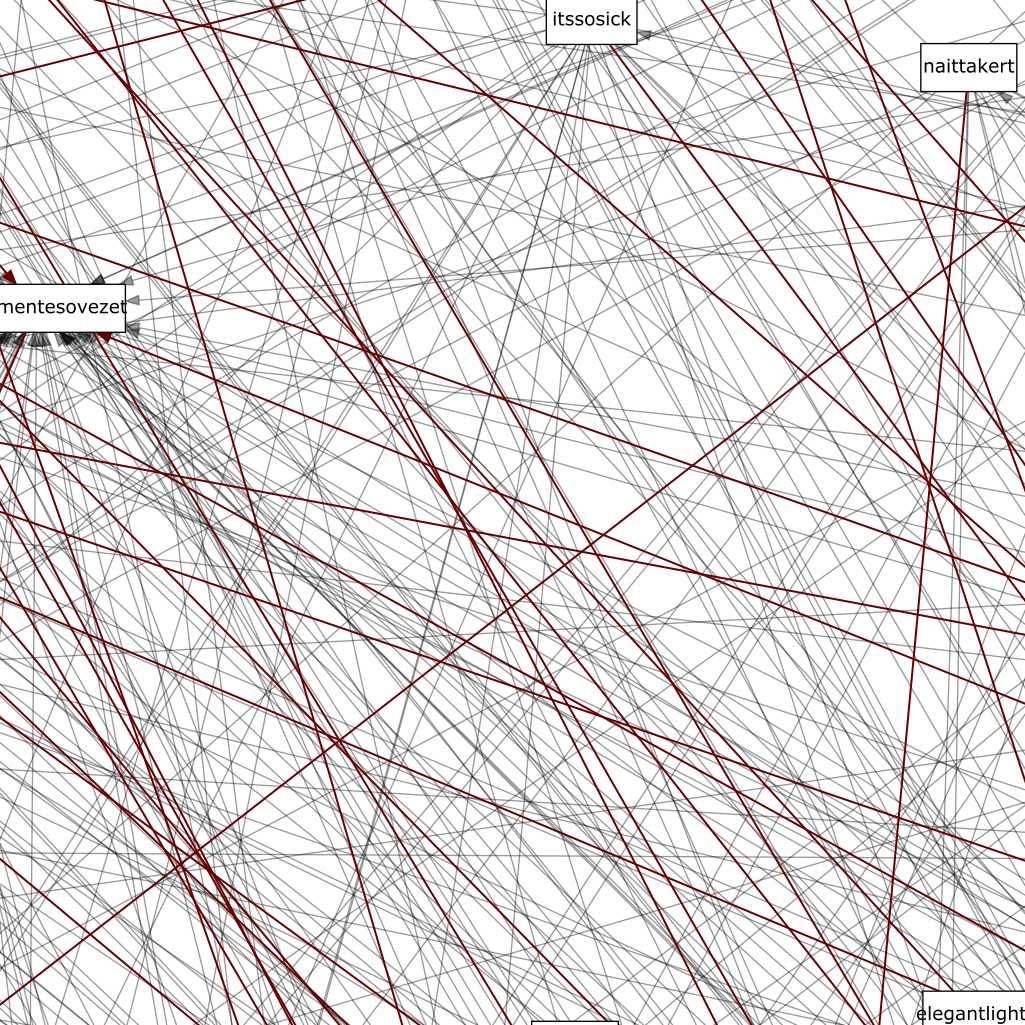 itssosick
naittakert
mentesovezet
elegantlight